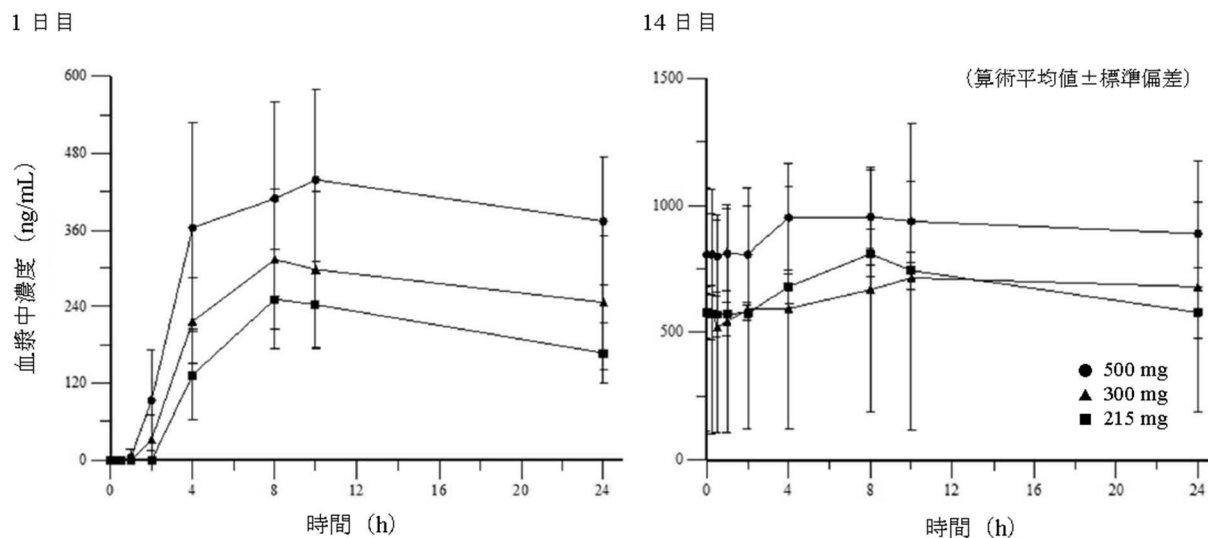 1 日目
600
480
360
240
120
0
血漿中濃度（ng/mL）
0 4 8 12 16 20 24
時間（h）
14 日目
（算術平均値±標準偏差）
1500
1000
500
0
● 500 mg
▲ 300 mg
■ 215 mg
0 4 8 12 16 20 24
時間（h）